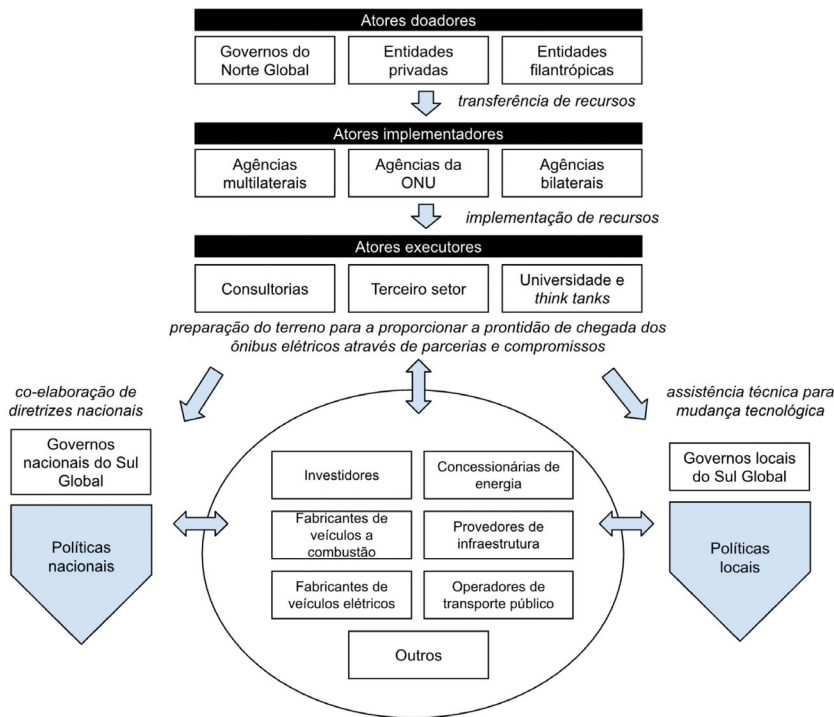 Atores doadores
Governos do
Norte Global
Entidades
privadas
Entidades
filantrópicas
transferência de recursos
Atores implementadores
Agências
multilaterais
Agências da
ONU
Agências
bilaterais
implementação de recursos
Atores executores
Consultorias
Terceiro setor
Universidade e
think tanks
preparação do terreno para a proporcionar a prontidão de chegada dos
ônibus elétricos através de parcerias e compromissos
co-elaboração de
diretrizes nacionais
Governos
nacionais do Sul
Global
Políticas
nacionais
Investidores
Concessionárias de
energia
Fabricantes de
veículos a
combustão
Provedores de
infraestrutura
Fabricantes de
veículos elétricos
Operadores de
transporte público
Outros
assistência técnica para
mudança tecnológica
Governos locais
do Sul Global
Políticas
locais